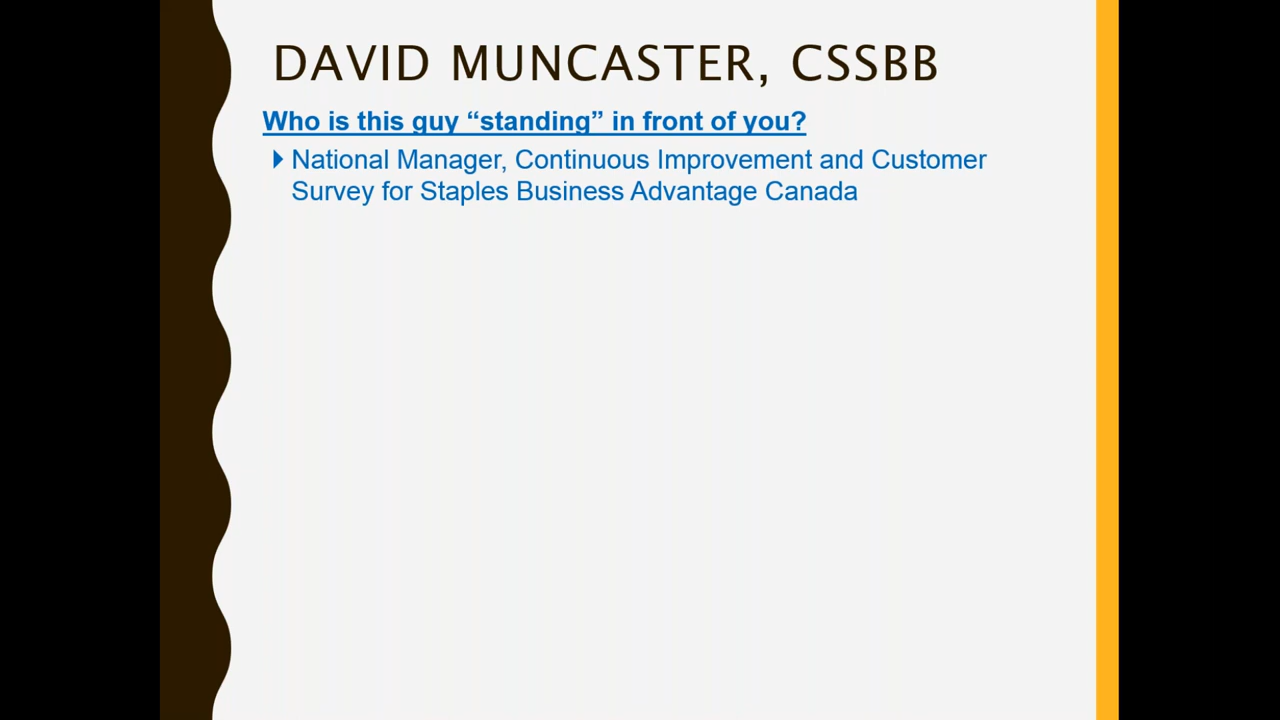 DAVID MUNCASTER, CSSBB
Who is this guy “standing” in front of you?
National Manager, Continuous Improvement and Customer
Survey for Staples Business Advantage Canada